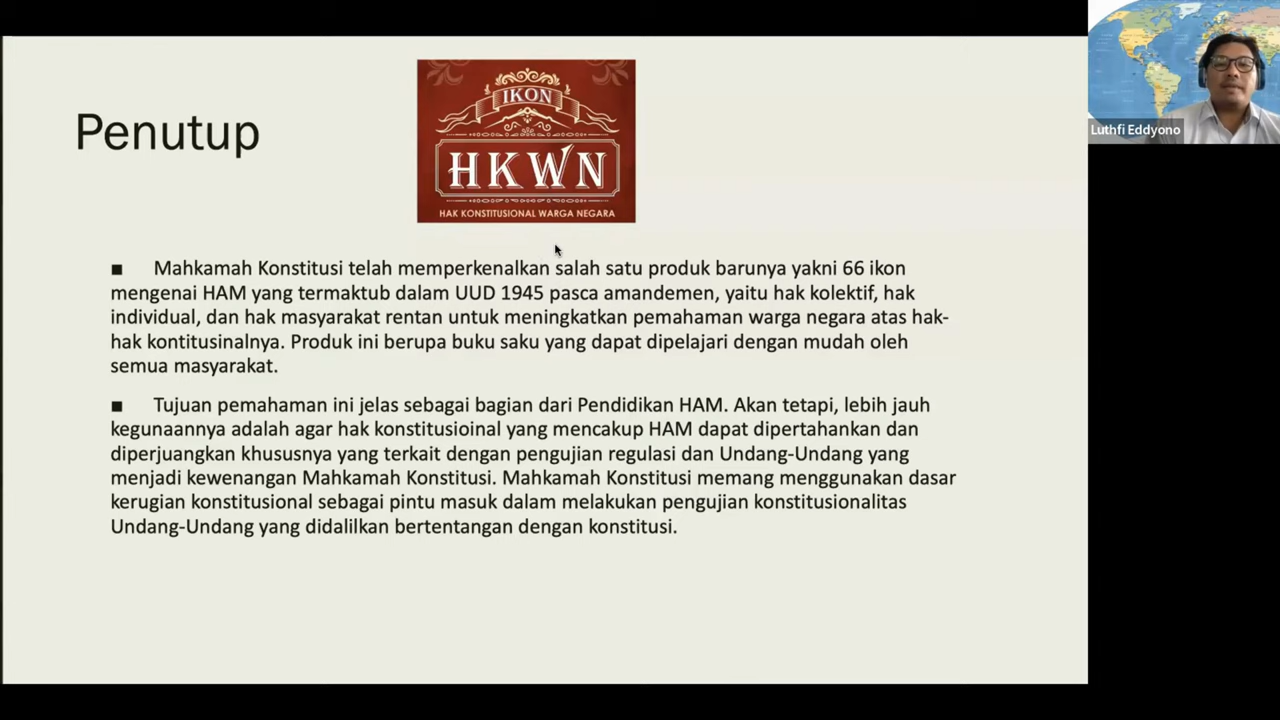 Penutup
IKON
HKWN
HAK KONSTITUSIONAL WARGA NEGARA
Luthfi Eddyono
■ Mahkamah Konstitusi telah memperkenalkan salah satu produk barunya yakni 66 ikon
mengenai HAM yang termaktub dalam UUD 1945 pasca amandemen, yaitu hak kolektif, hak
individual, dan hak masyarakat rentan untuk meningkatkan pemahaman warga negara atas hak-
hak kontitusinalnya. Produk ini berupa buku saku yang dapat dipelajari dengan mudah oleh
semua masyarakat.
■ Tujuan pemahaman ini jelas sebagai bagian dari Pendidikan HAM. Akan tetapi, lebih jauh
kegunaannya adalah agar hak konstitusioinal yang mencakup HAM dapat dipertahankan dan
diperjuangkan khususnya yang terkait dengan pengujian regulasi dan Undang-Undang yang
menjadi kewenangan Mahkamah Konstitusi. Mahkamah Konstitusi memang menggunakan dasar
kerugian konstitusional sebagai pintu masuk dalam melakukan pengujian konstitusionalitas
Undang-Undang yang didalilkan bertentangan dengan konstitusi.